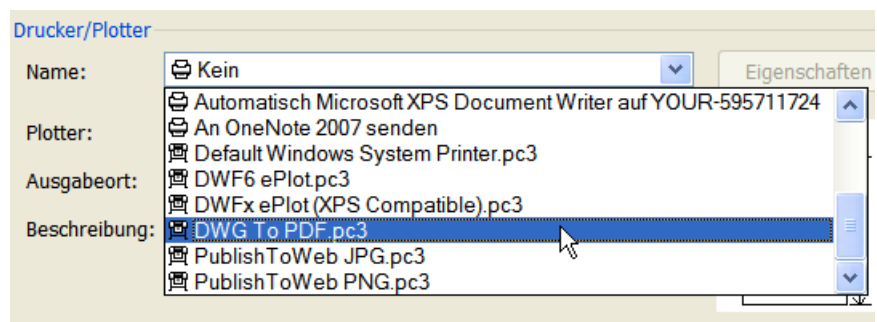 Drucker/Plotter
Name: Kein Eigenschaften
Automatisch Microsoft XPS Document Writer auf YOUR-595711724
Plotter: An OneNote 2007 senden
Default Windows System Printer.pc3
Ausgabeort: DWF6 ePlot.pc3
DWFx ePlot (XPS Compatible).pc3
Beschreibung: DWG To PDF.pc3
PublishToWeb JPG.pc3
PublishToWeb PNG.pc3